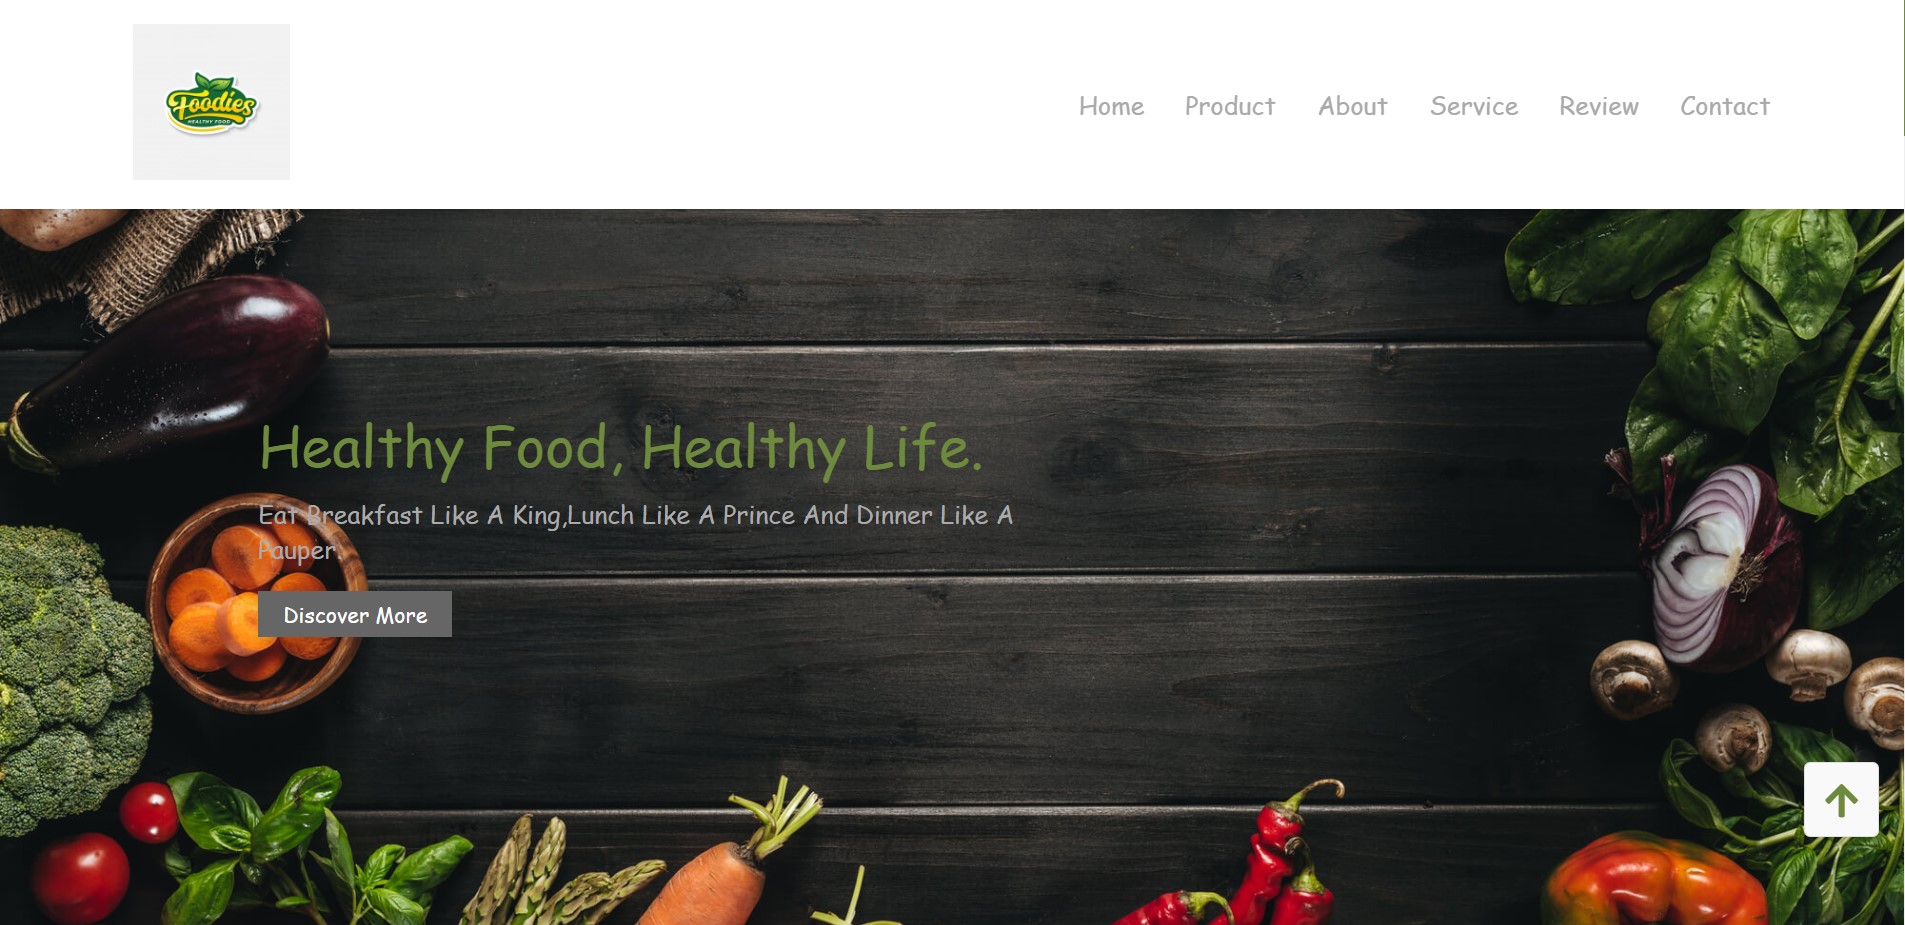 Foodies
HEALTHY FOOD
Home Product About Service Review Contact
Healthy Food, Healthy Life.
Eat Breakfast Like A King,Lunch Like A Prince And Dinner Like A
Pauper.
Discover More